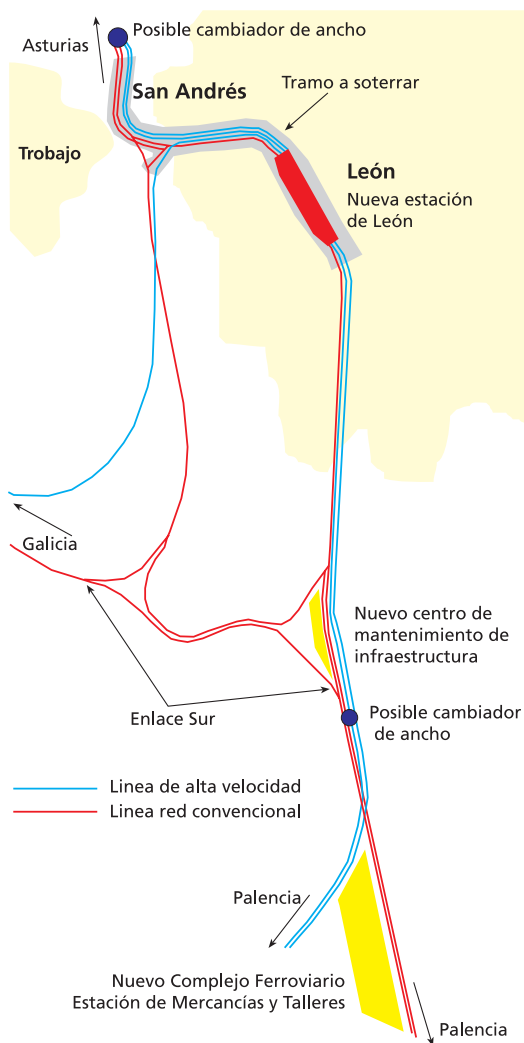 Posible cambiador de ancho
Asturias
San Andrés
Tramo a soterrar
Trobajo
León
Nueva estación
de León
Galicia
Nuevo centro de
mantenimiento de
infraestructura
Enlace Sur
Posible cambiador
de ancho
Linea de alta velocidad
Linea red convencional
Palencia
Nuevo Complejo Ferroviario
Estación de Mercancías y Talleres
Palencia